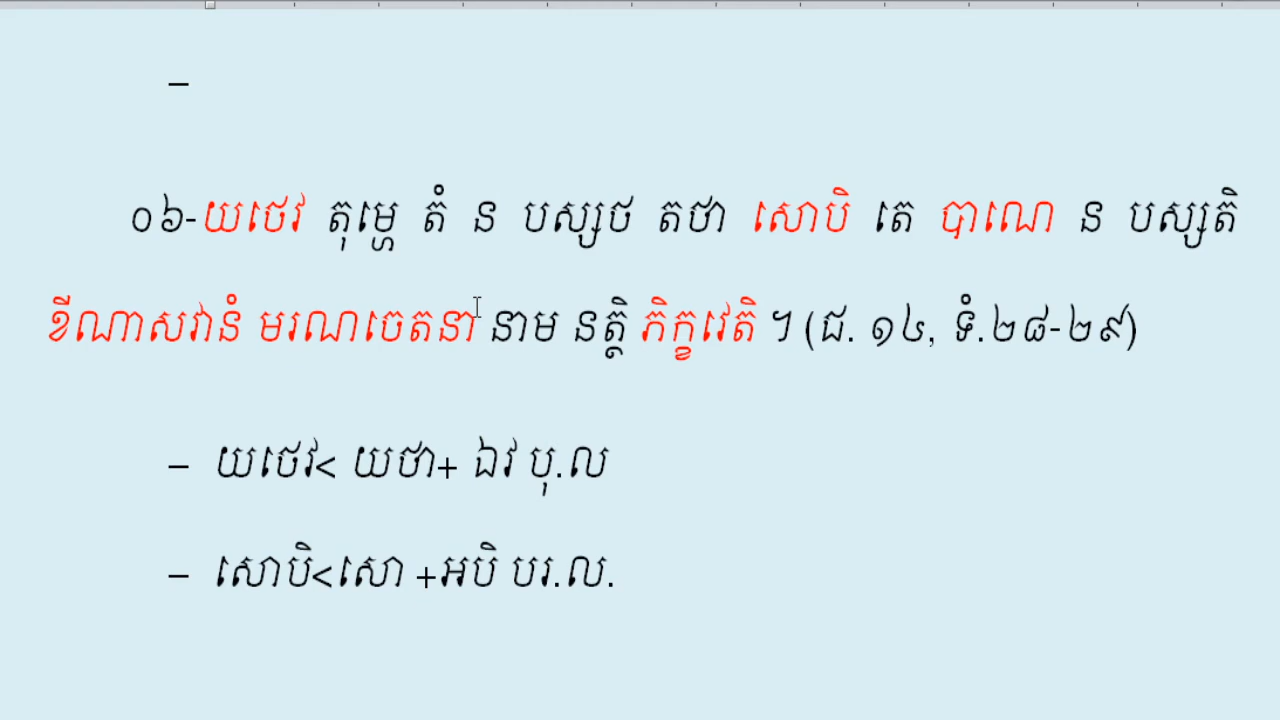 –
០៦-យថេវ តុម្ហេ តំ ន បស្សថ តថា សោបិ តេ បាណេ ន បស្សតិ
ខីណាសវានំ មរណចេតនា នាម នត្ថិ ភិក្ខវេតិ ។ (ជ. ១៤, ទំ.២៨-២៩)
– យថេវ< យថា+ ឯវ បុ.ល
– សោបិ<សោ +អបិ បរ.ល.